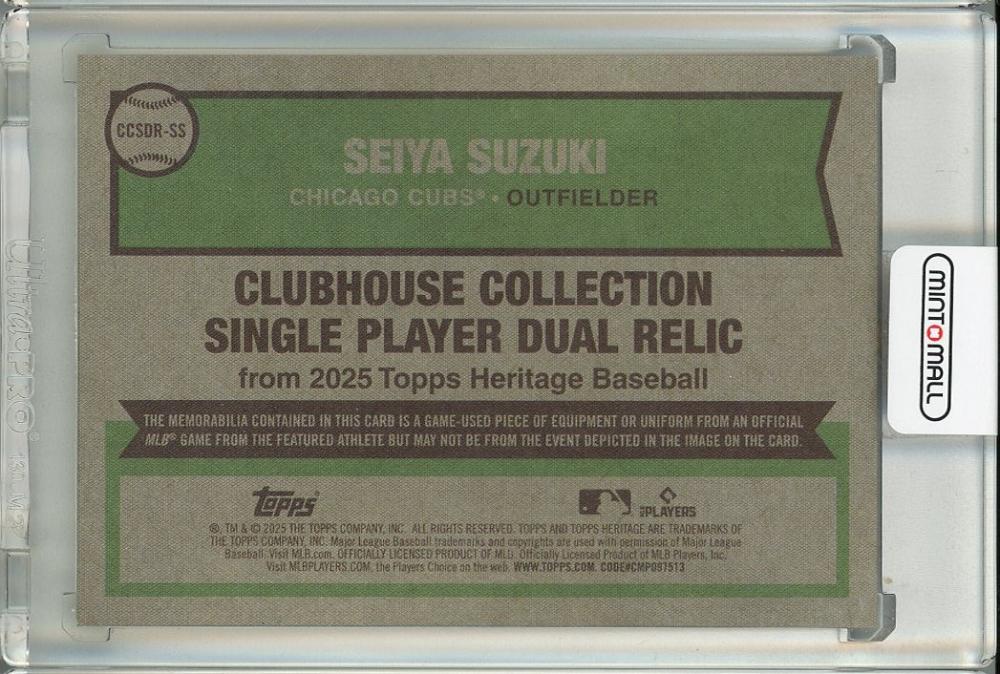 CCSDR-SS
SEIYA SUZUKI
CHICAGO CUBS® • OUTFIELDER
CLUBHOUSE COLLECTION
SINGLE PLAYER DUAL RELIC
from 2025 Topps Heritage Baseball
THE MEMORABILIA CONTAINED IN THIS CARD IS A GAME-USED PIECE OF EQUIPMENT OR UNIFORM FROM AN OFFICIAL
MLB® GAME FROM THE FEATURED ATHLETE BUT MAY NOT BE FROM THE EVENT DEPICTED IN THE IMAGE ON THE CARD.
topps®
MLB PLAYERS
®, TM & © 2025 THE TOPPS COMPANY, INC. ALL RIGHTS RESERVED. TOPPS AND TOPPS HERITAGE ARE TRADEMARKS OF
THE TOPPS COMPANY, INC. Major League Baseball trademarks and copyrights are used with permission of Major League
Baseball. Visit MLB.com. OFFICIALLY LICENSED PRODUCT OF MLB. Officially Licensed Product of MLB Players, Inc.
Visit MLBPLAYERS.COM, the Players Choice on the web. WWW.TOPPS.COM. CODE#CMP097513
MINTOMALL
Ultra•PRO®